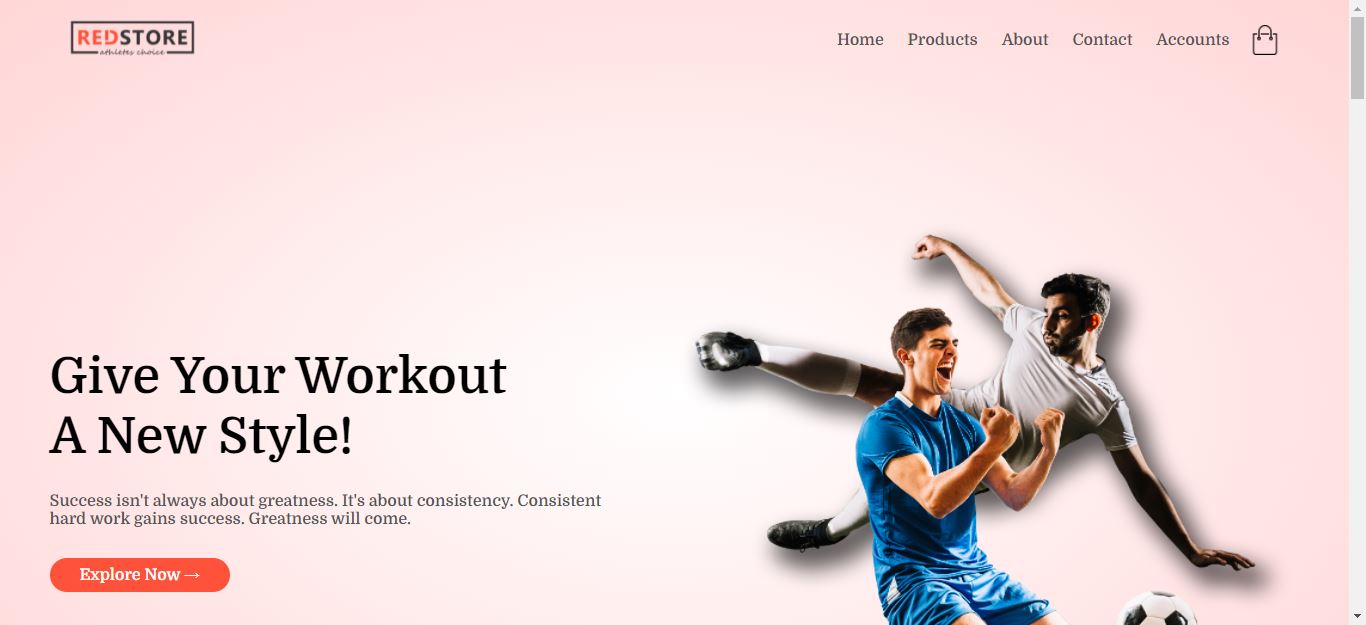 REDSTORE
athletes choice
Home Products About Contact Accounts
Give Your Workout
A New Style!
Success isn't always about greatness. It's about consistency. Consistent
hard work gains success. Greatness will come.
Explore Now →